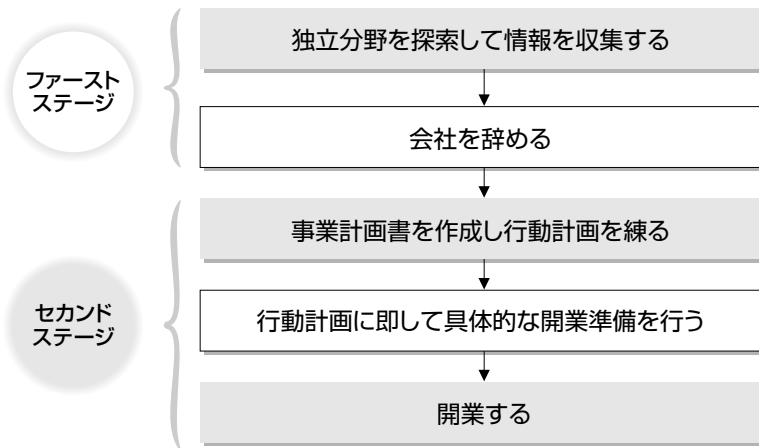 独立分野を探索して情報を収集する
ファースト
ステージ
会社を辞める
事業計画書を作成し行動計画を練る
セカンド
ステージ
行動計画に即して具体的な開業準備を行う
開業する